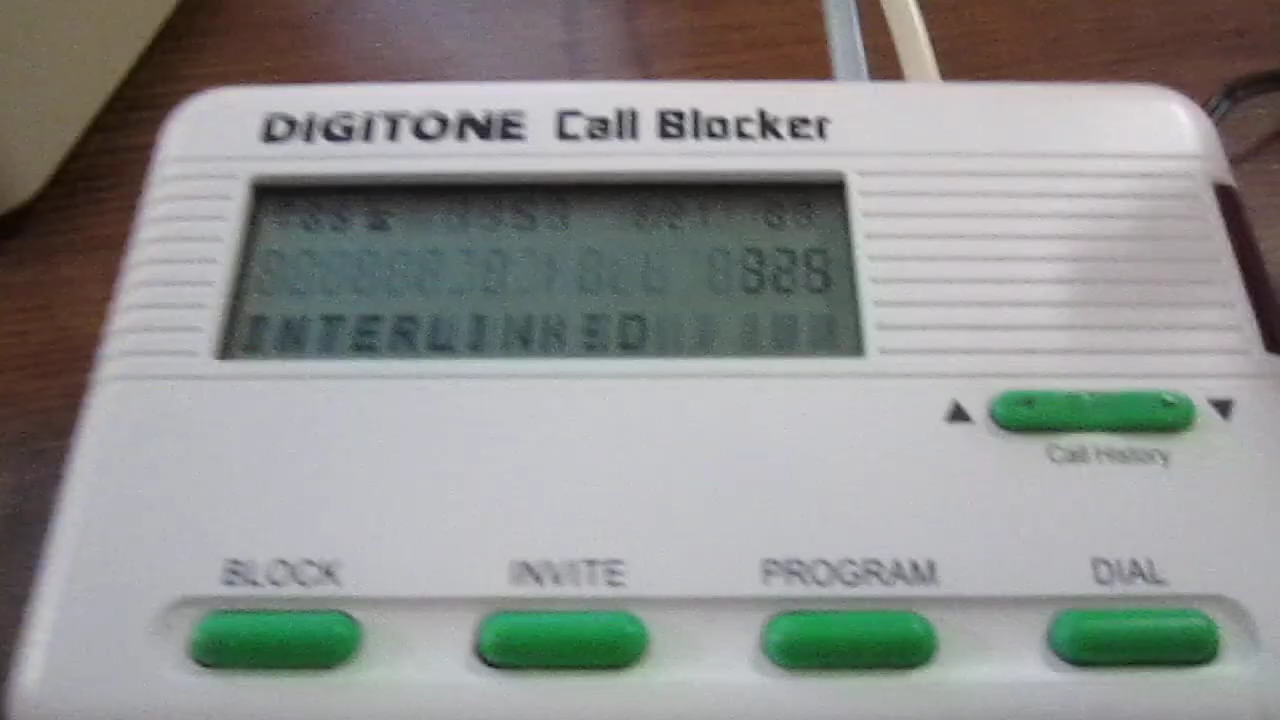 DIGITONE Call Blocker
INTERLINKED
▲ ▼
Call History
BLOCK INVITE PROGRAM DIAL